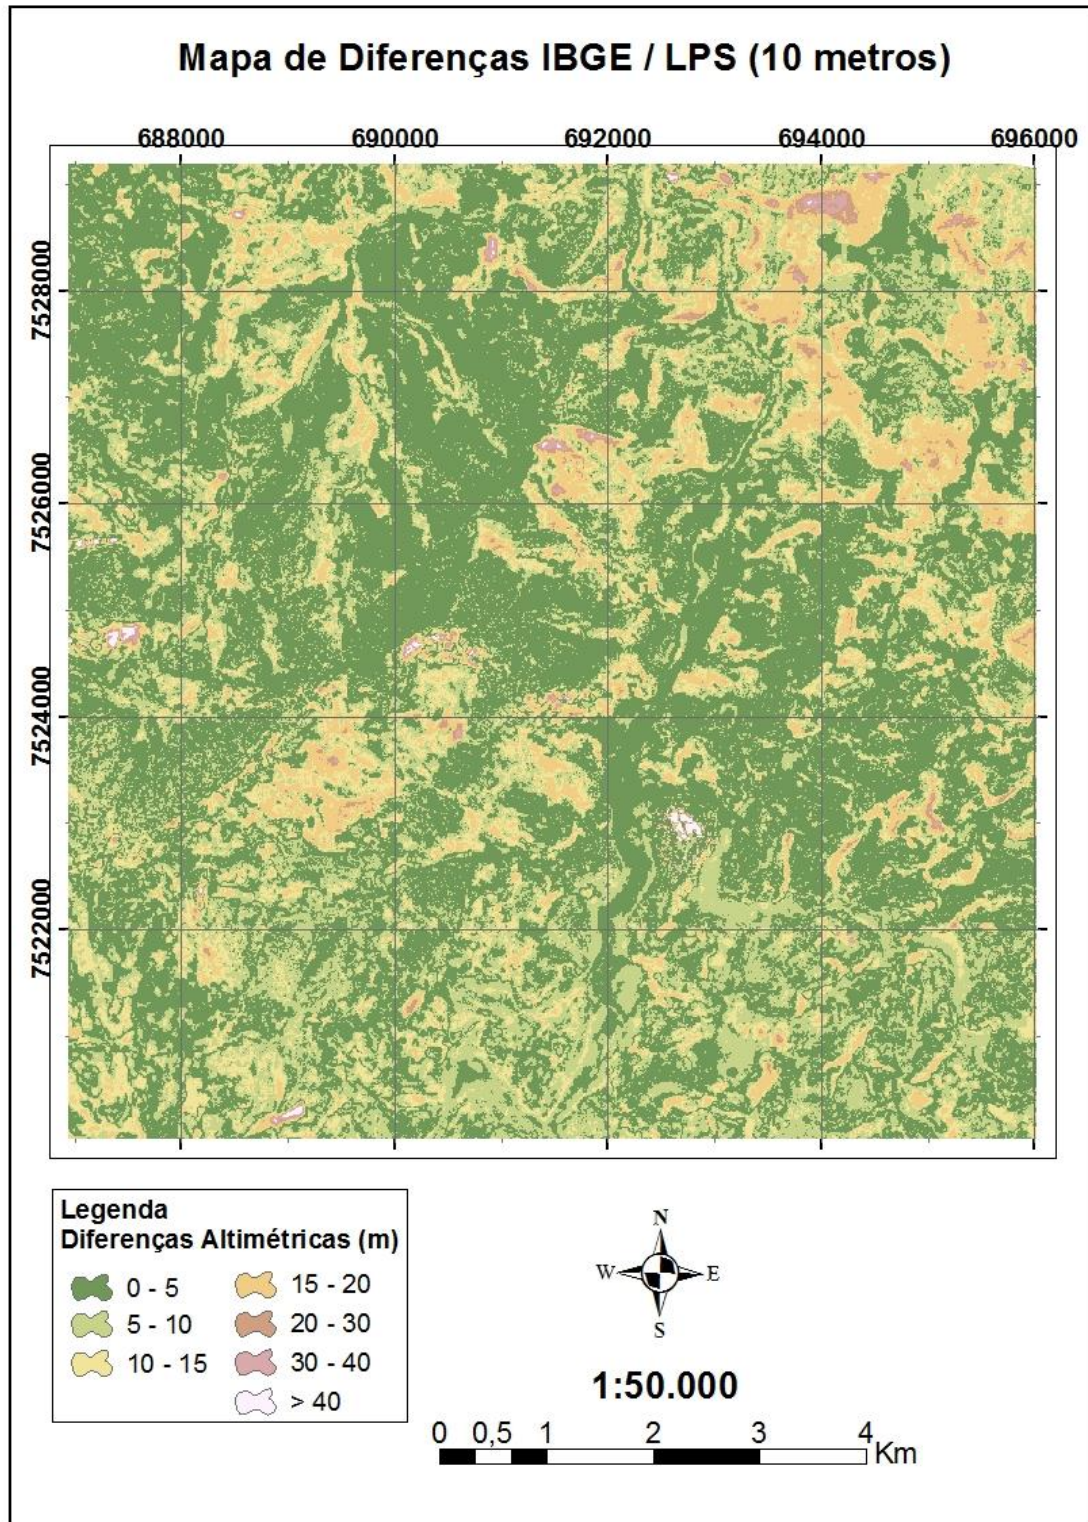 Mapa de Diferenças IBGE / LPS (10 metros)
688000 690000 692000 694000 696000
7528000
7526000
7524000
7522000
Legenda
Diferenças Altimétricas (m)
0 - 5
5 - 10
10 - 15
15 - 20
20 - 30
30 - 40
> 40
N
W E
S
1:50.000
0 0,5 1 2 3 4
Km